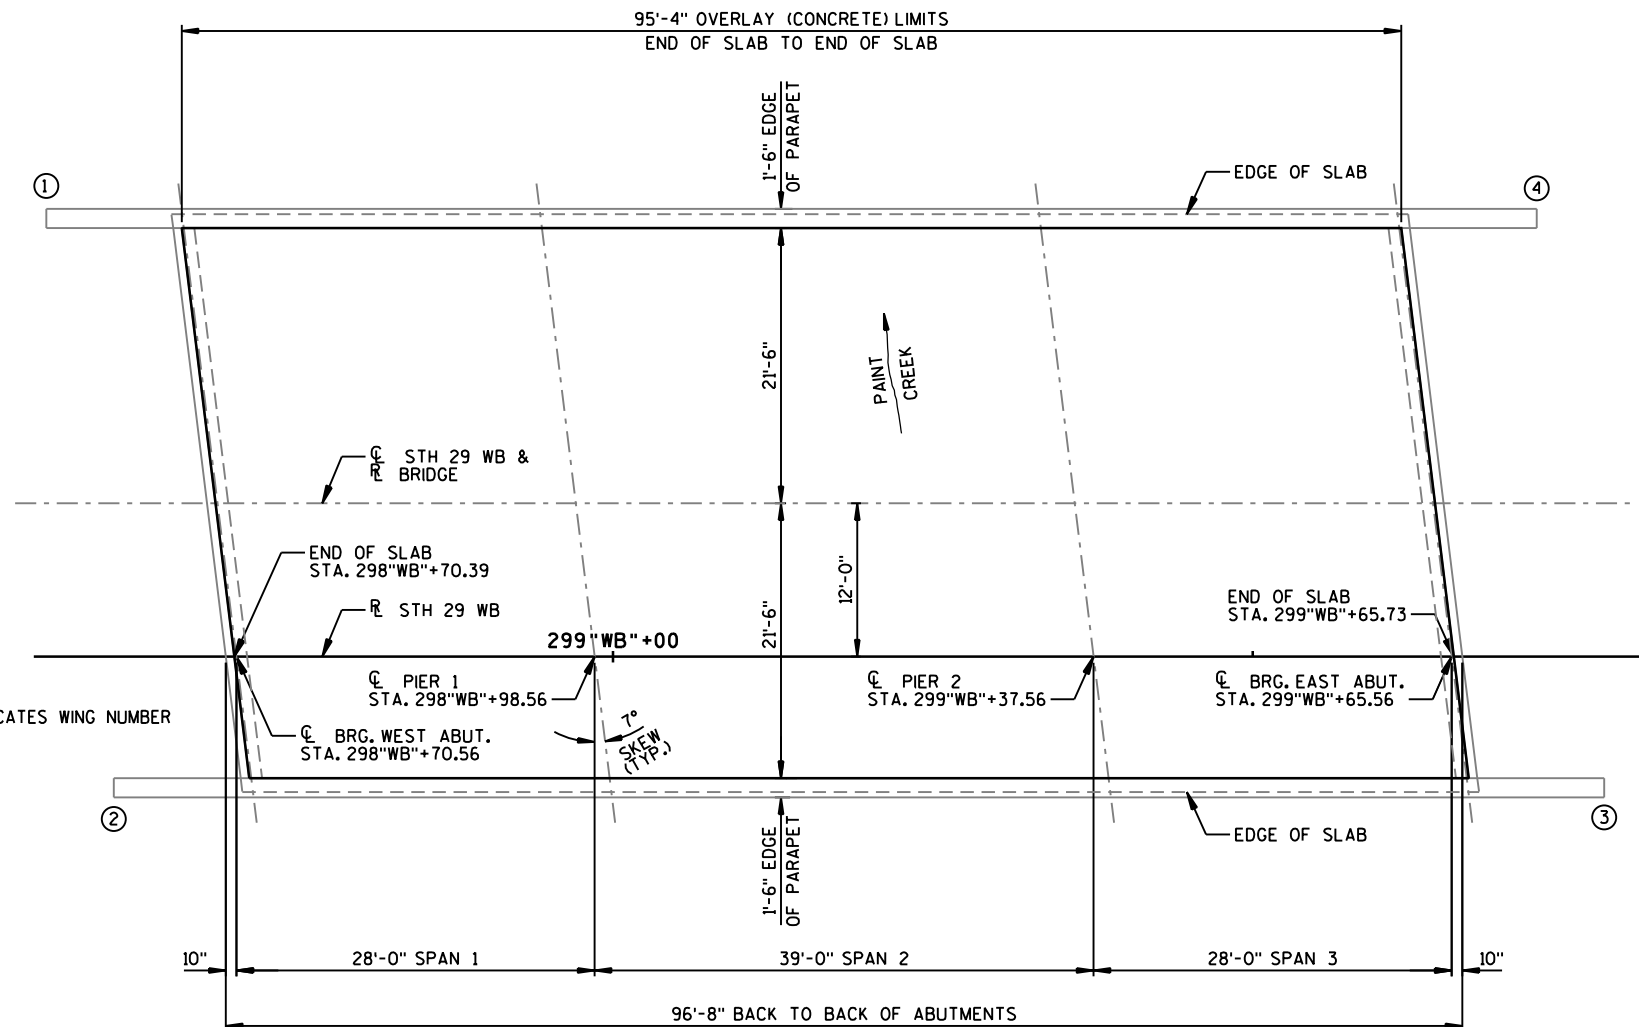 95'-4" OVERLAY (CONCRETE) LIMITS
END OF SLAB TO END OF SLAB
1'-6" EDGE
OF PARAPET
EDGE OF SLAB
1
4
21'-6"
PAINT
CREEK
℄ STH 29 WB &
℞ BRIDGE
END OF SLAB
STA. 298"WB"+70.39
12'-0"
END OF SLAB
STA. 299"WB"+65.73
℞ STH 29 WB
299"WB"+00
21'-6"
℄ PIER 1
STA. 298"WB"+98.56
℄ PIER 2
STA. 299"WB"+37.56
℄ BRG. EAST ABUT.
STA. 299"WB"+65.56
CATES WING NUMBER
℄ BRG. WEST ABUT.
STA. 298"WB"+70.56
7°
SKEW
(TYP.)
2
3
EDGE OF SLAB
1'-6" EDGE
OF PARAPET
10"
28'-0" SPAN 1
39'-0" SPAN 2
28'-0" SPAN 3
10"
96'-8" BACK TO BACK OF ABUTMENTS